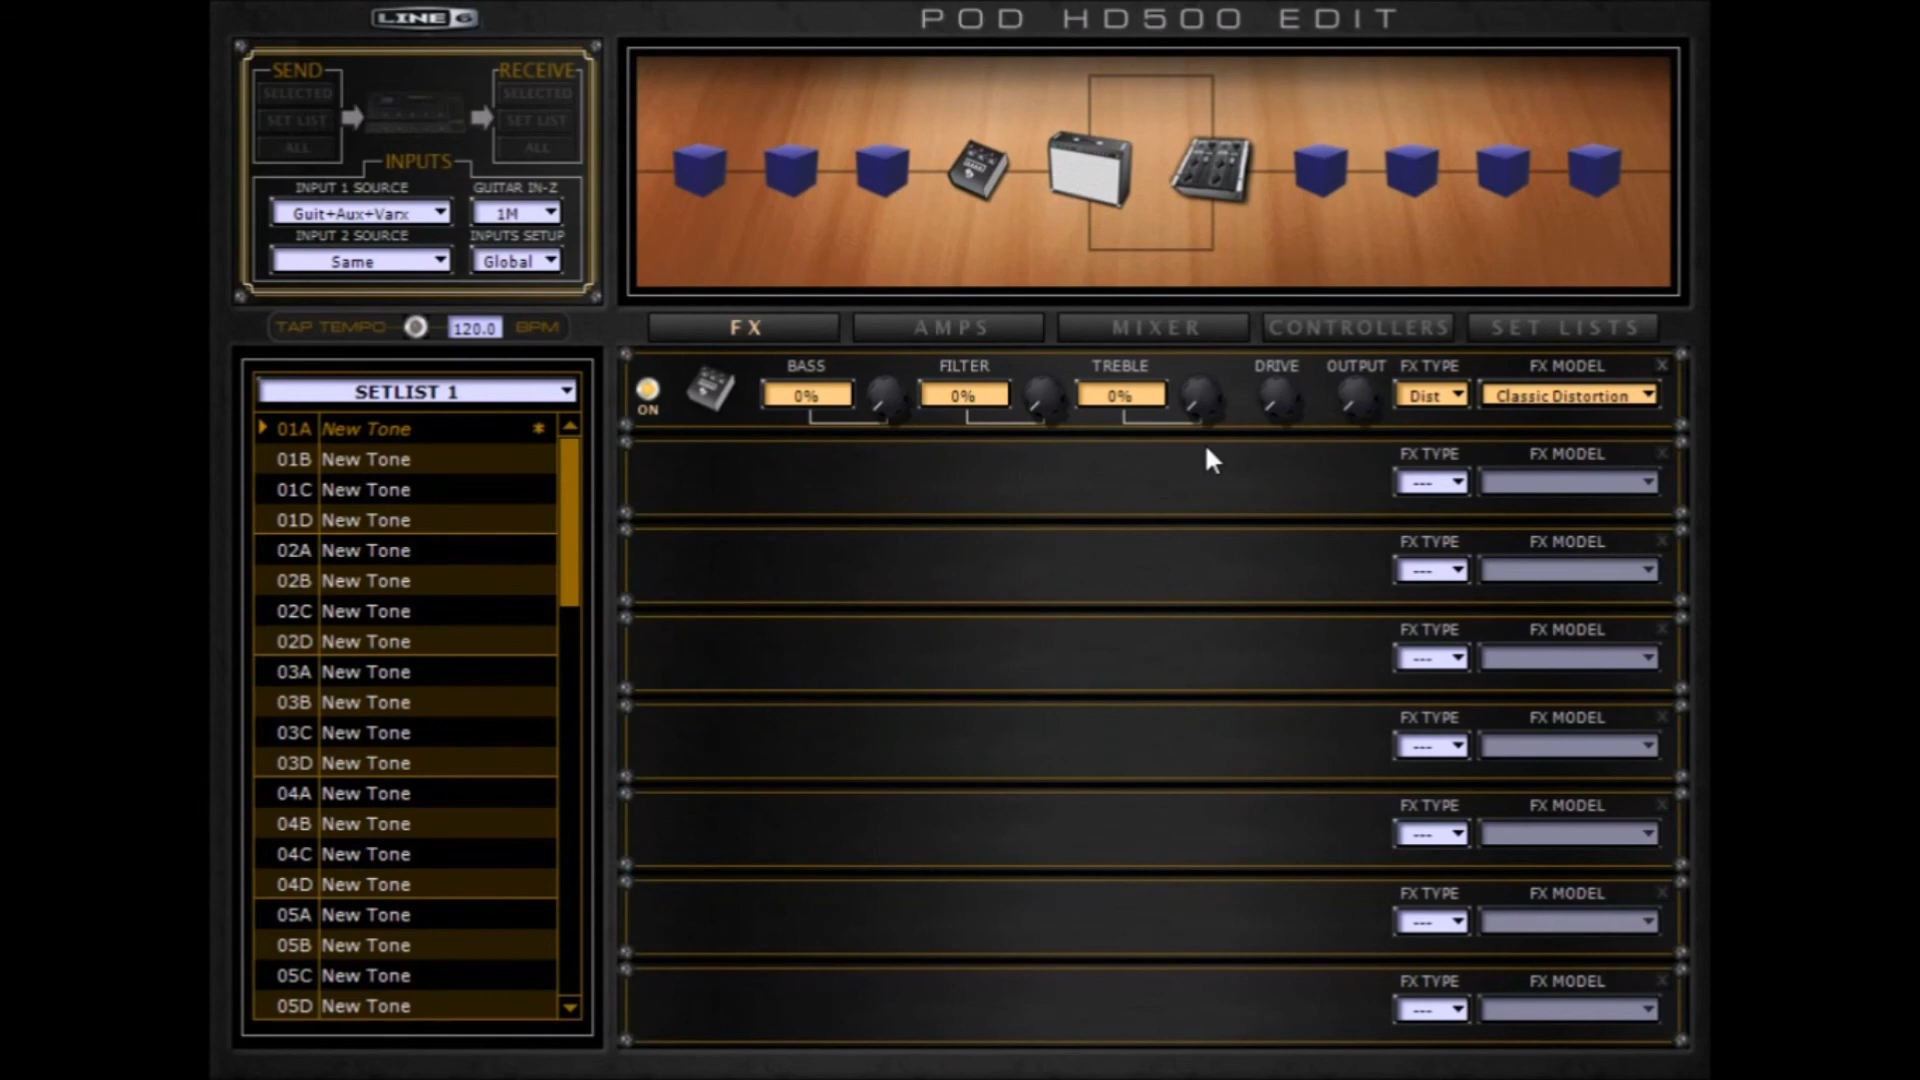 LINE 6
POD HD500 EDIT
SEND
RECEIVE
SELECTED
SELECTED
SET LIST
SET LIST
ALL
ALL
INPUTS
INPUT 1 SOURCE
GUITAR IN-Z
Guit+Aux+Varx
1M
INPUT 2 SOURCE
INPUTS SETUP
Same
Global
TAP TEMPO
120.0
BPM
FX
AMPS
MIXER
CONTROLLERS
SET LISTS
SETLIST 1
01A New Tone *
01B New Tone
01C New Tone
01D New Tone
02A New Tone
02B New Tone
02C New Tone
02D New Tone
03A New Tone
03B New Tone
03C New Tone
03D New Tone
04A New Tone
04B New Tone
04C New Tone
04D New Tone
05A New Tone
05B New Tone
05C New Tone
05D New Tone
ON
BASS
FILTER
TREBLE
DRIVE
OUTPUT
FX TYPE
FX MODEL
X
0%
0%
0%
Dist
Classic Distortion
FX TYPE
FX MODEL
X
---
FX TYPE
FX MODEL
X
---
FX TYPE
FX MODEL
X
---
FX TYPE
FX MODEL
X
---
FX TYPE
FX MODEL
X
---
FX TYPE
FX MODEL
X
---
FX TYPE
FX MODEL
X
---